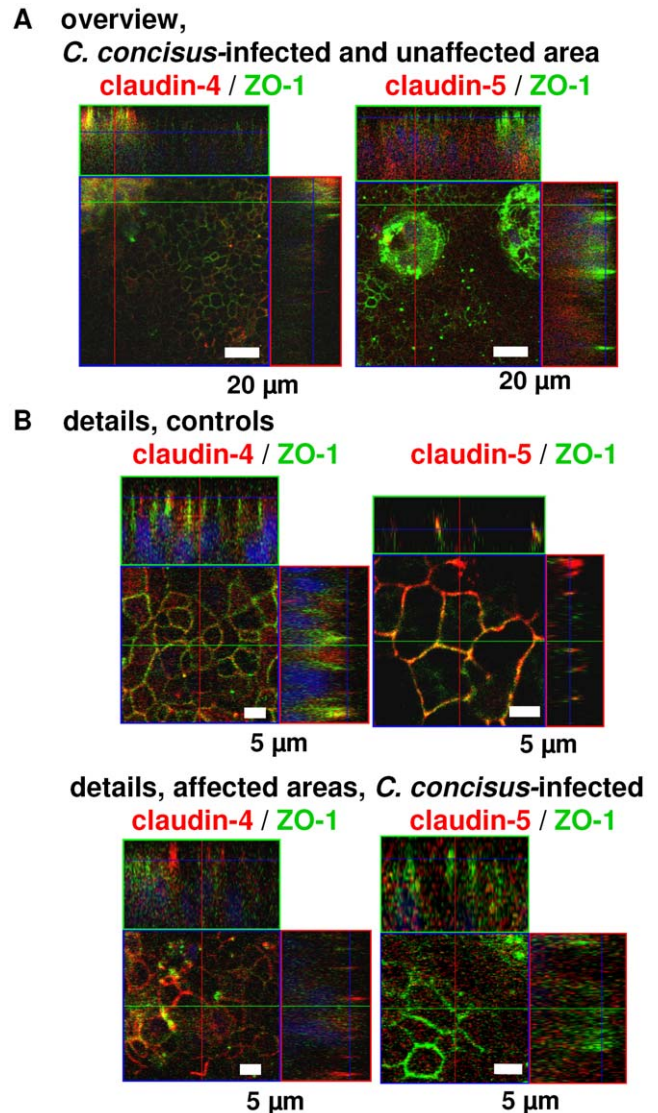 A overview,
C. concisus-infected and unaffected area
claudin-4 / ZO-1 claudin-5 / ZO-1
20 µm 20 µm
B details, controls
claudin-4 / ZO-1 claudin-5 / ZO-1
5 µm 5 µm
details, affected areas, C. concisus-infected
claudin-4 / ZO-1 claudin-5 / ZO-1
5 µm 5 µm